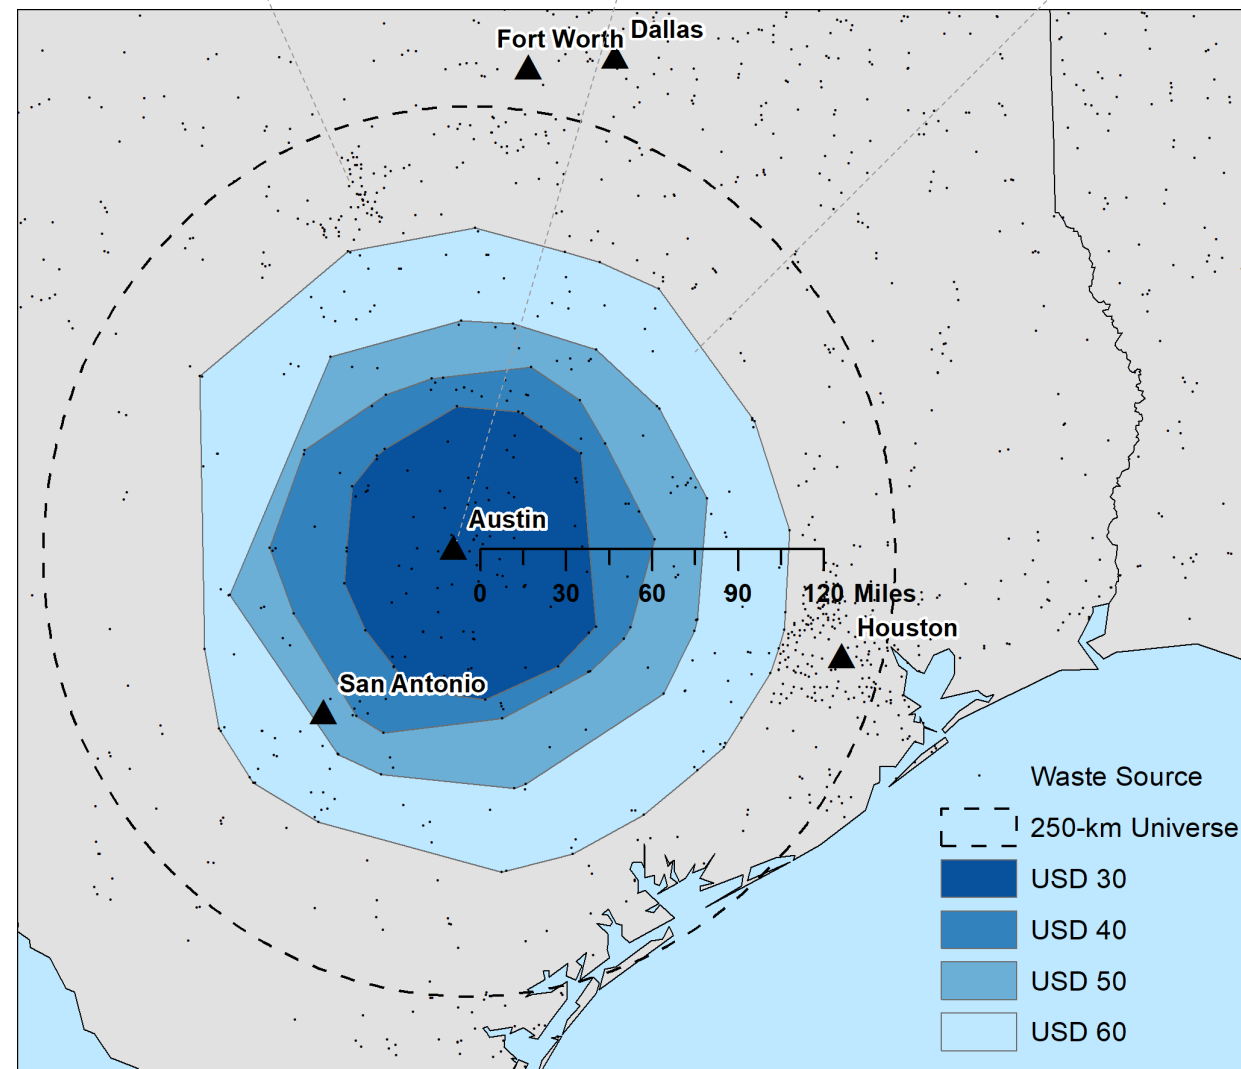 Fort Worth
Dallas
Austin
0 30 60 90 120 Miles
Houston
San Antonio
Waste Source
250-km Universe
USD 30
USD 40
USD 50
USD 60